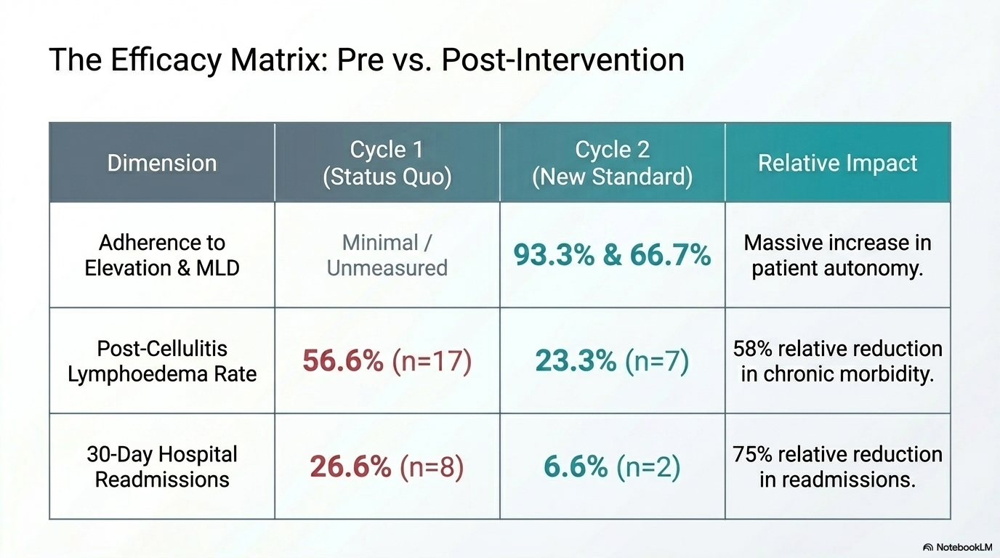 The Efficacy Matrix: Pre vs. Post-Intervention
Dimension
Cycle 1
(Status Quo)
Cycle 2
(New Standard)
Relative Impact
Adherence to
Elevation & MLD
Minimal /
Unmeasured
93.3% & 66.7%
Massive increase in
patient autonomy.
Post-Cellulitis
Lymphoedema Rate
56.6% (n=17)
23.3% (n=7)
58% relative reduction
in chronic morbidity.
30-Day Hospital
Readmissions
26.6% (n=8)
6.6% (n=2)
75% relative reduction
in readmissions.
NotebookLM